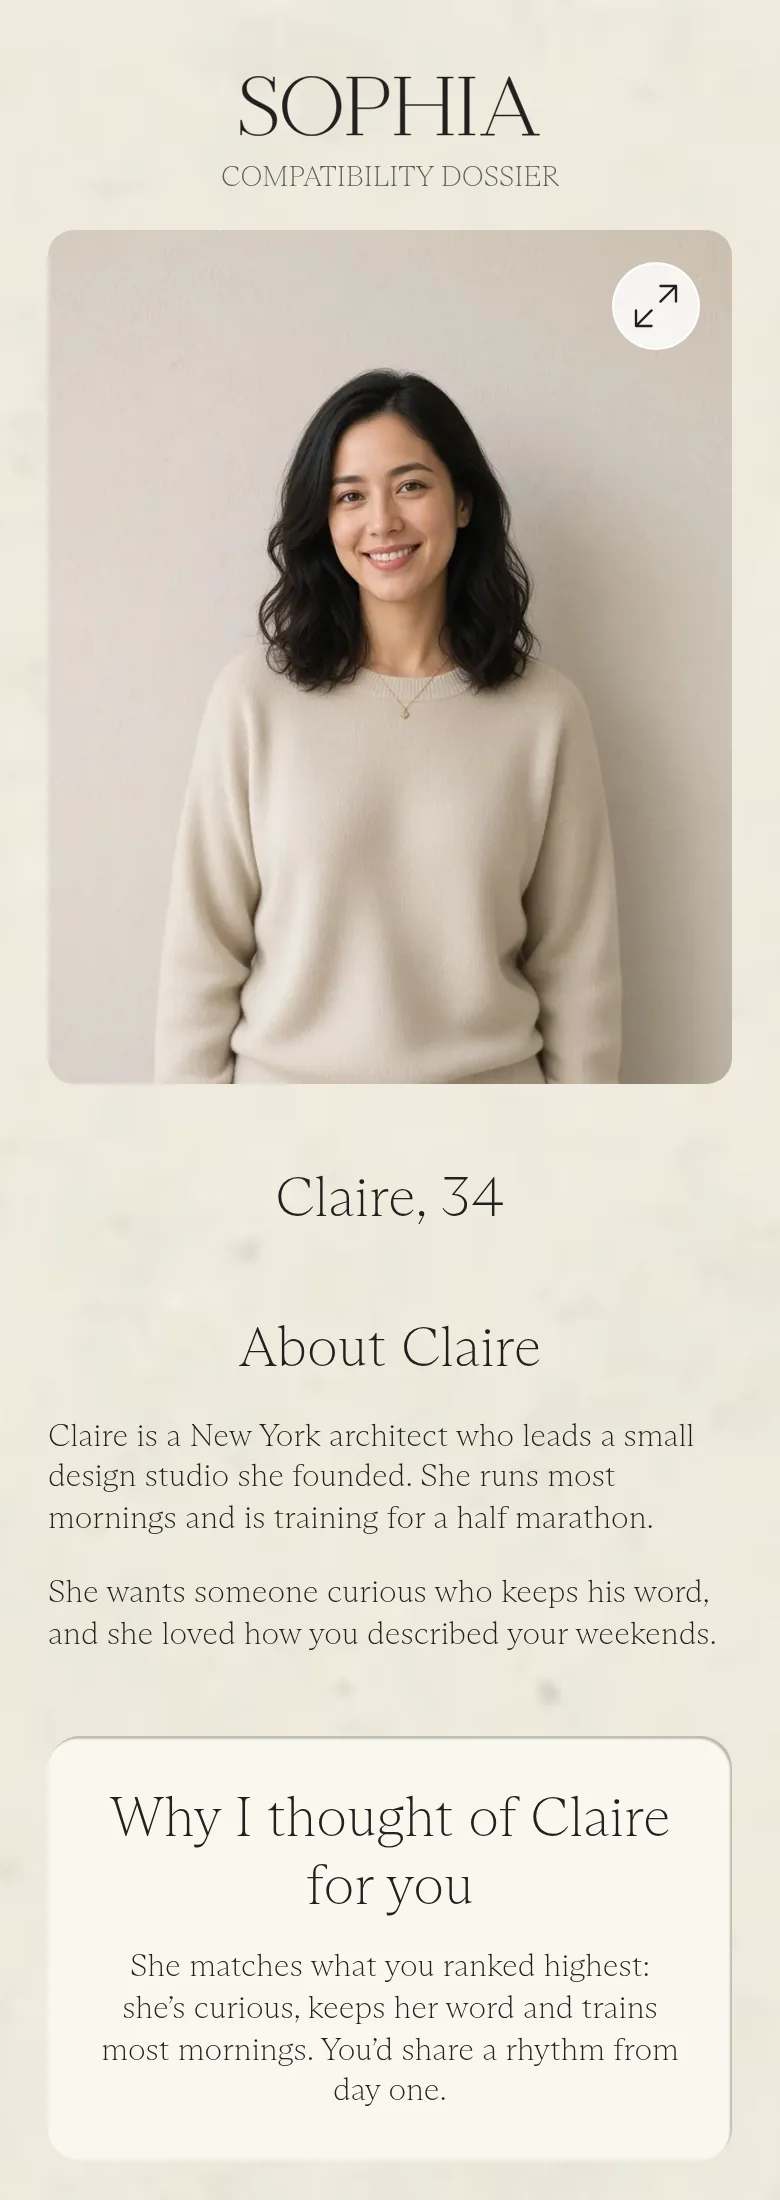 SOPHIA
COMPATIBILITY DOSSIER
Claire, 34
About Claire
Claire is a New York architect who leads a small
design studio she founded. She runs most
mornings and is training for a half marathon.
She wants someone curious who keeps his word,
and she loved how you described your weekends.
Why I thought of Claire
for you
She matches what you ranked highest:
she’s curious, keeps her word and trains
most mornings. You’d share a rhythm from
day one.